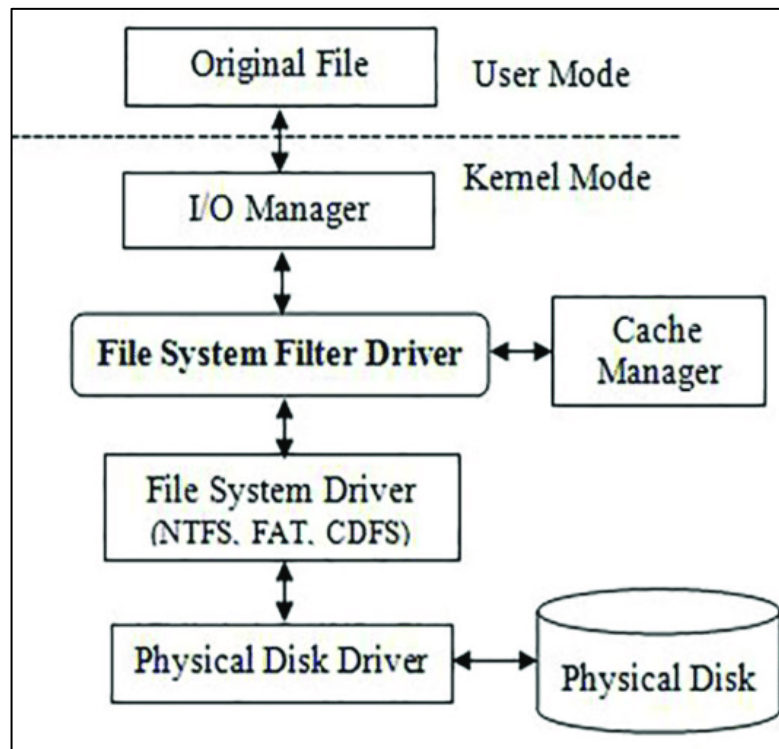 Original File
User Mode
Kernel Mode
I/O Manager
File System Filter Driver
Cache
Manager
File System Driver
(NTFS, FAT, CDFS)
Physical Disk Driver
Physical Disk